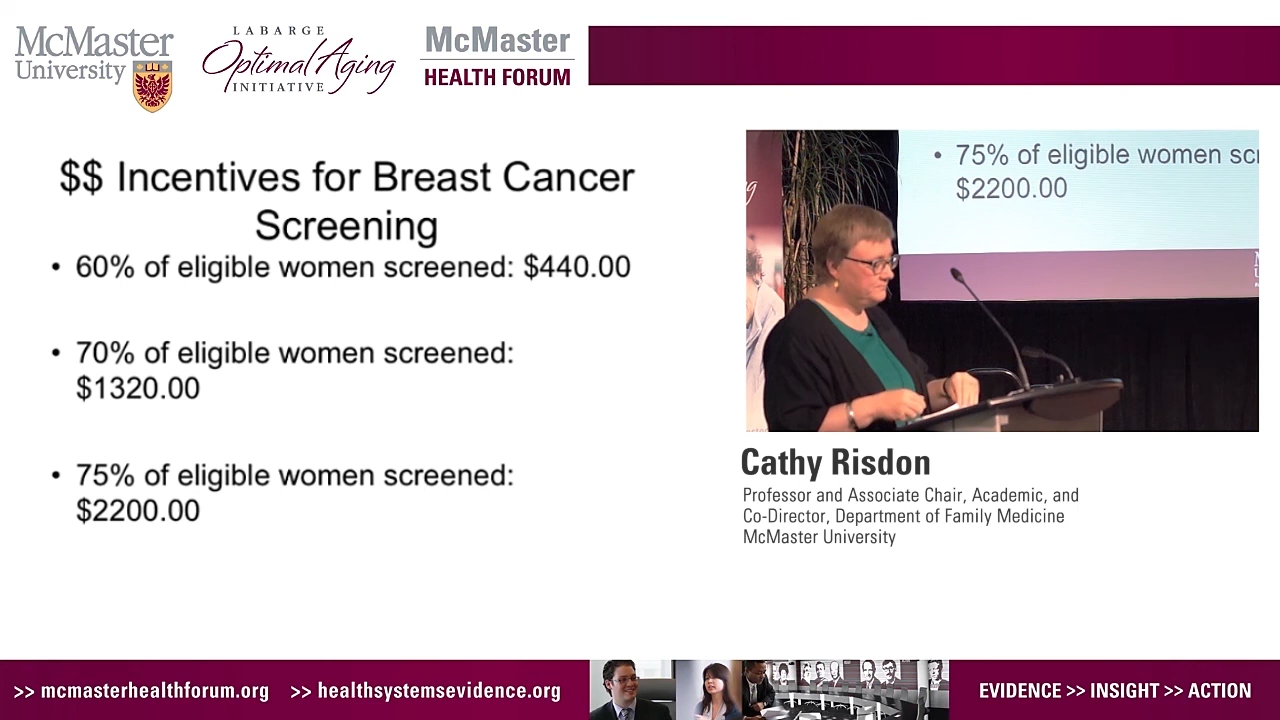 McMaster
University
LABARGE
Optimal Aging
INITIATIVE
McMaster
HEALTH FORUM
$$ Incentives for Breast Cancer
Screening
• 60% of eligible women screened: $440.00
• 70% of eligible women screened:
$1320.00
• 75% of eligible women screened:
$2200.00
• 75% of eligible women scr
$2200.00
Cathy Risdon
Professor and Associate Chair, Academic, and
Co-Director, Department of Family Medicine
McMaster University
>> mcmasterhealthforum.org >> healthsystemsevidence.org
EVIDENCE >> INSIGHT >> ACTION